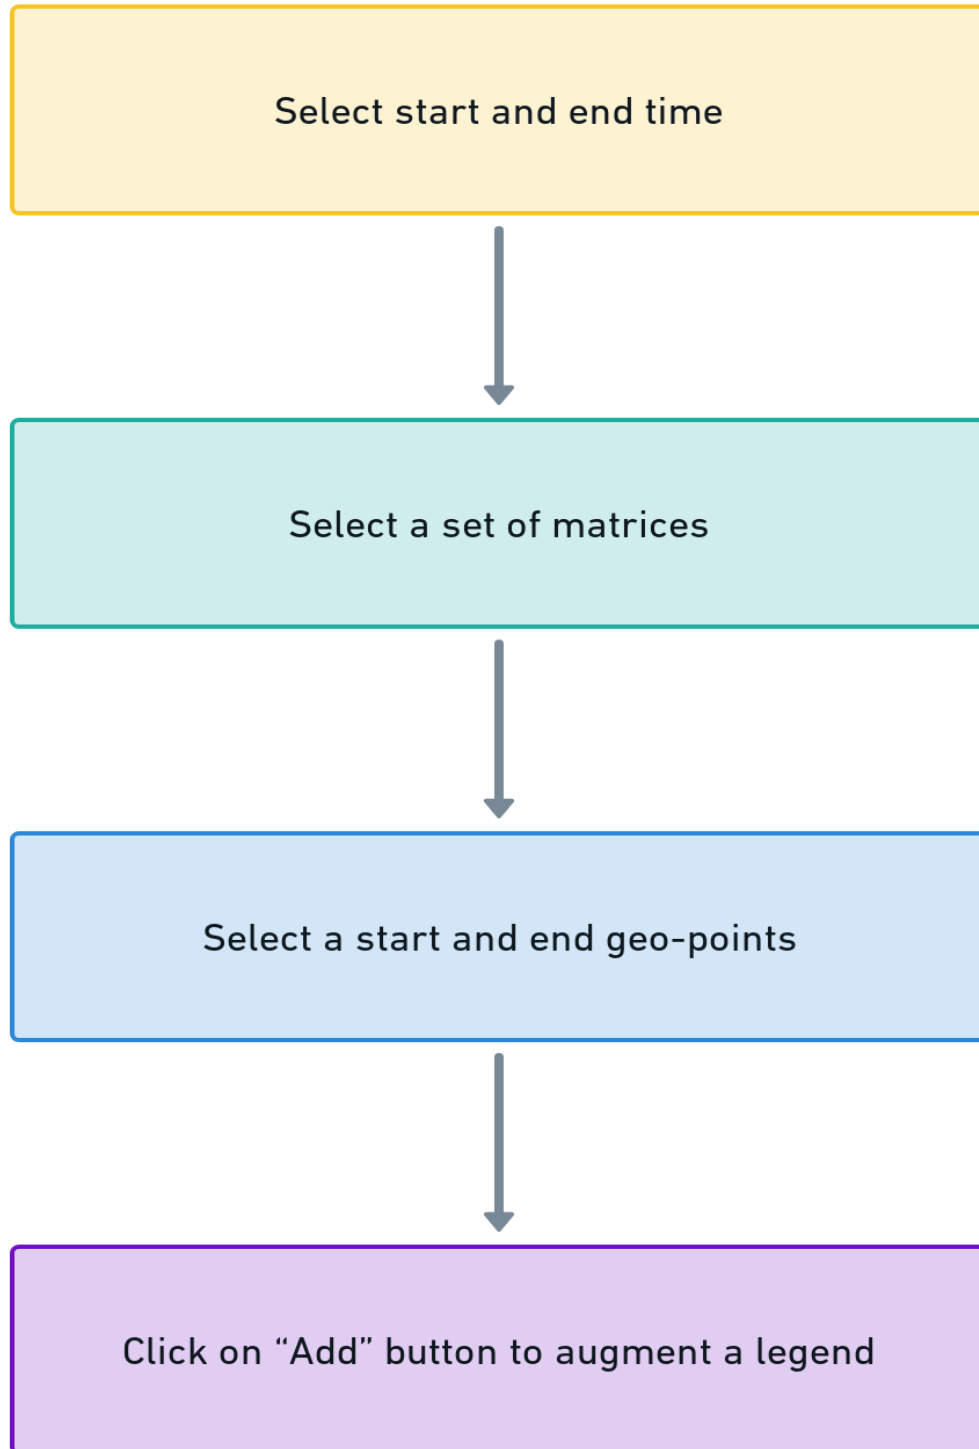 Select start and end time
Select a set of matrices
Select a start and end geo-points
Click on “Add” button to augment a legend